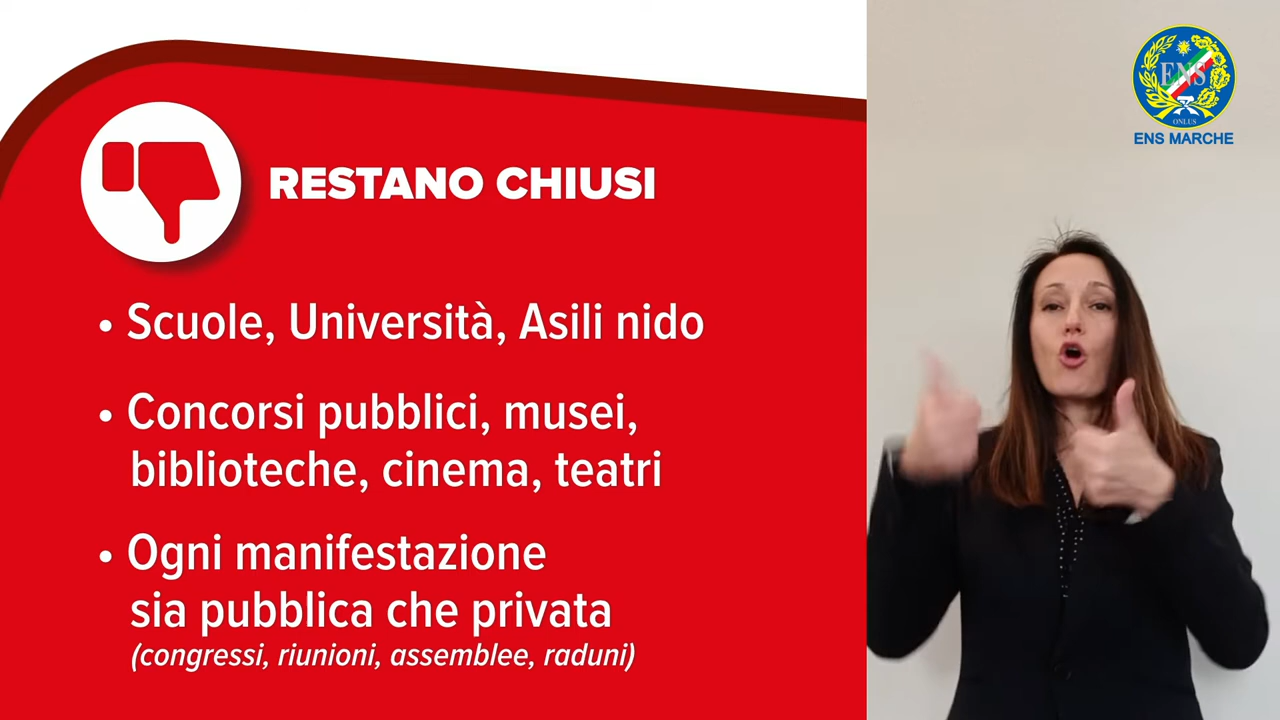 RESTANO CHIUSI
• Scuole, Università, Asili nido
• Concorsi pubblici, musei,
biblioteche, cinema, teatri
• Ogni manifestazione
sia pubblica che privata
(congressi, riunioni, assemblee, raduni)
ENS
ONLUS
ENS MARCHE